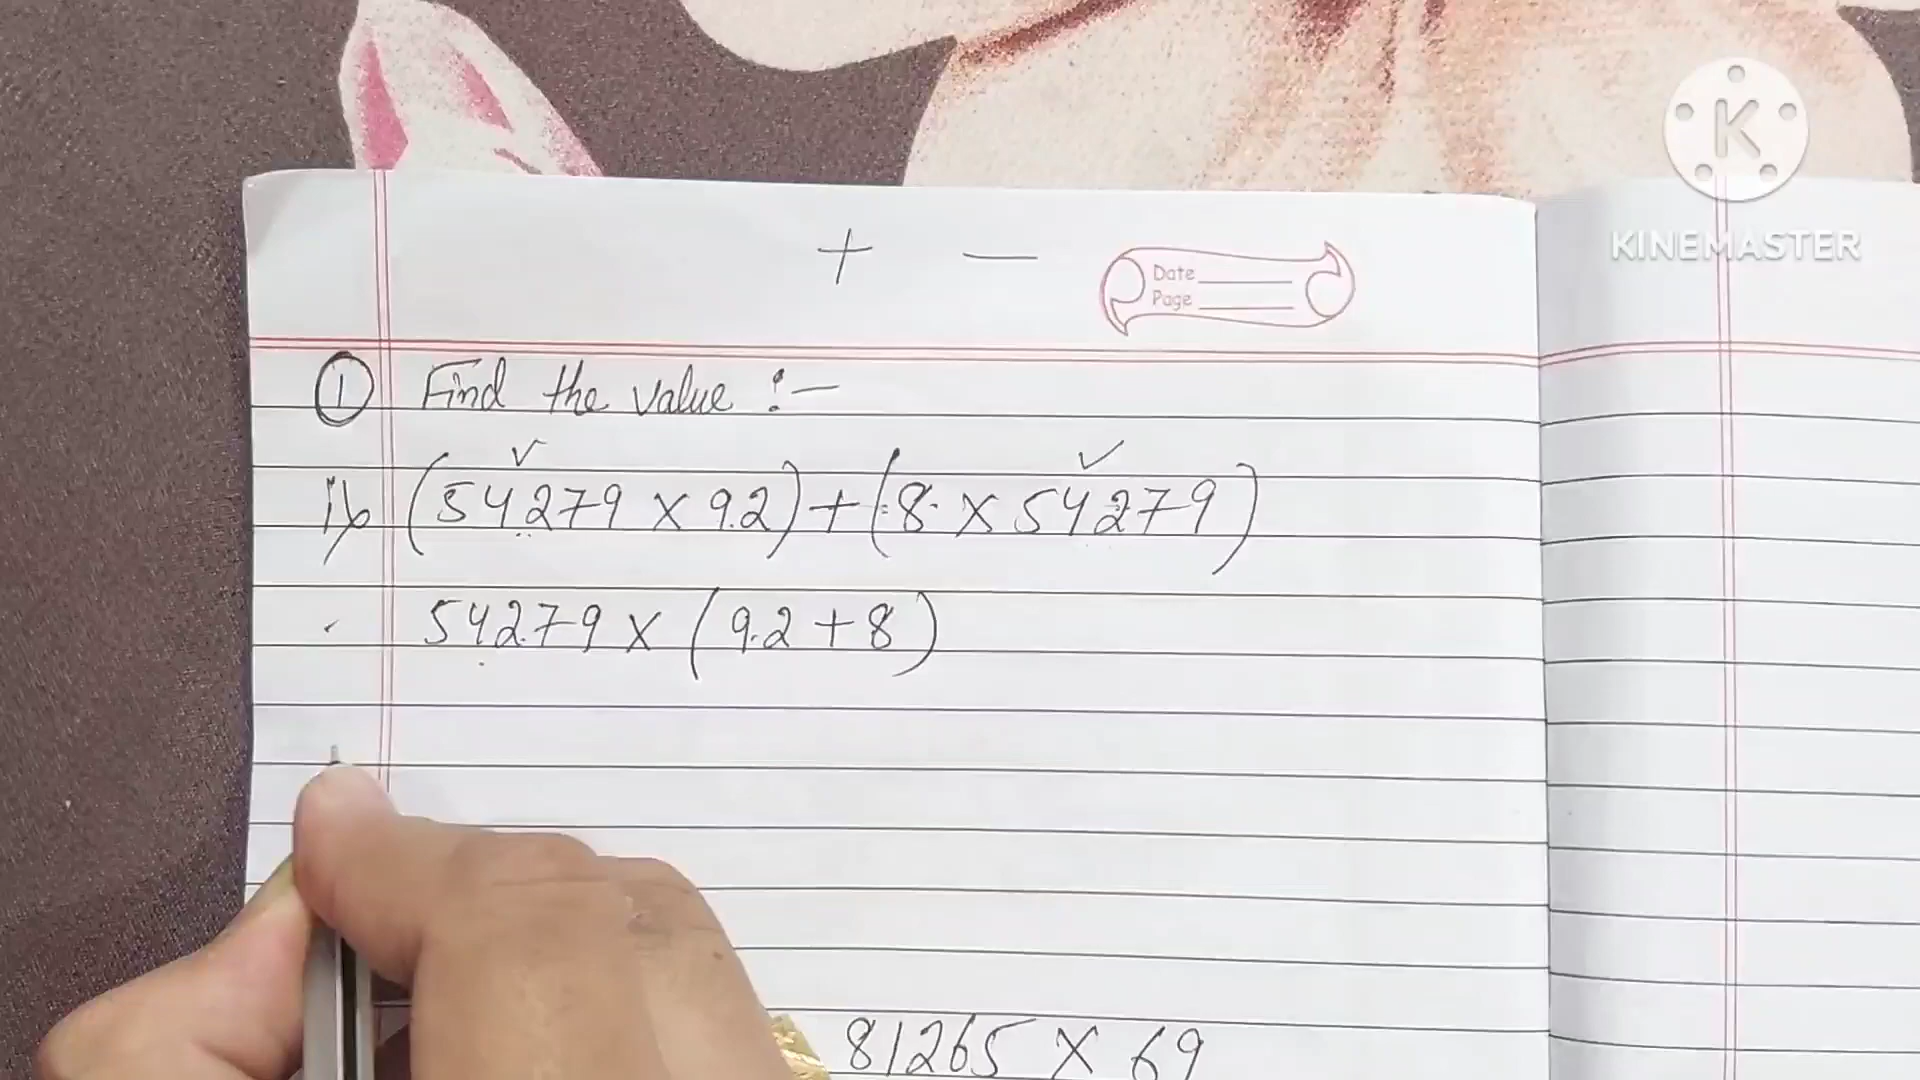 KINEMASTER
+ —
Date
Page
① Find the value :-
i) (54279 × 92) + (8 × 54279)
54279 × (92 + 8)
81265 × 69